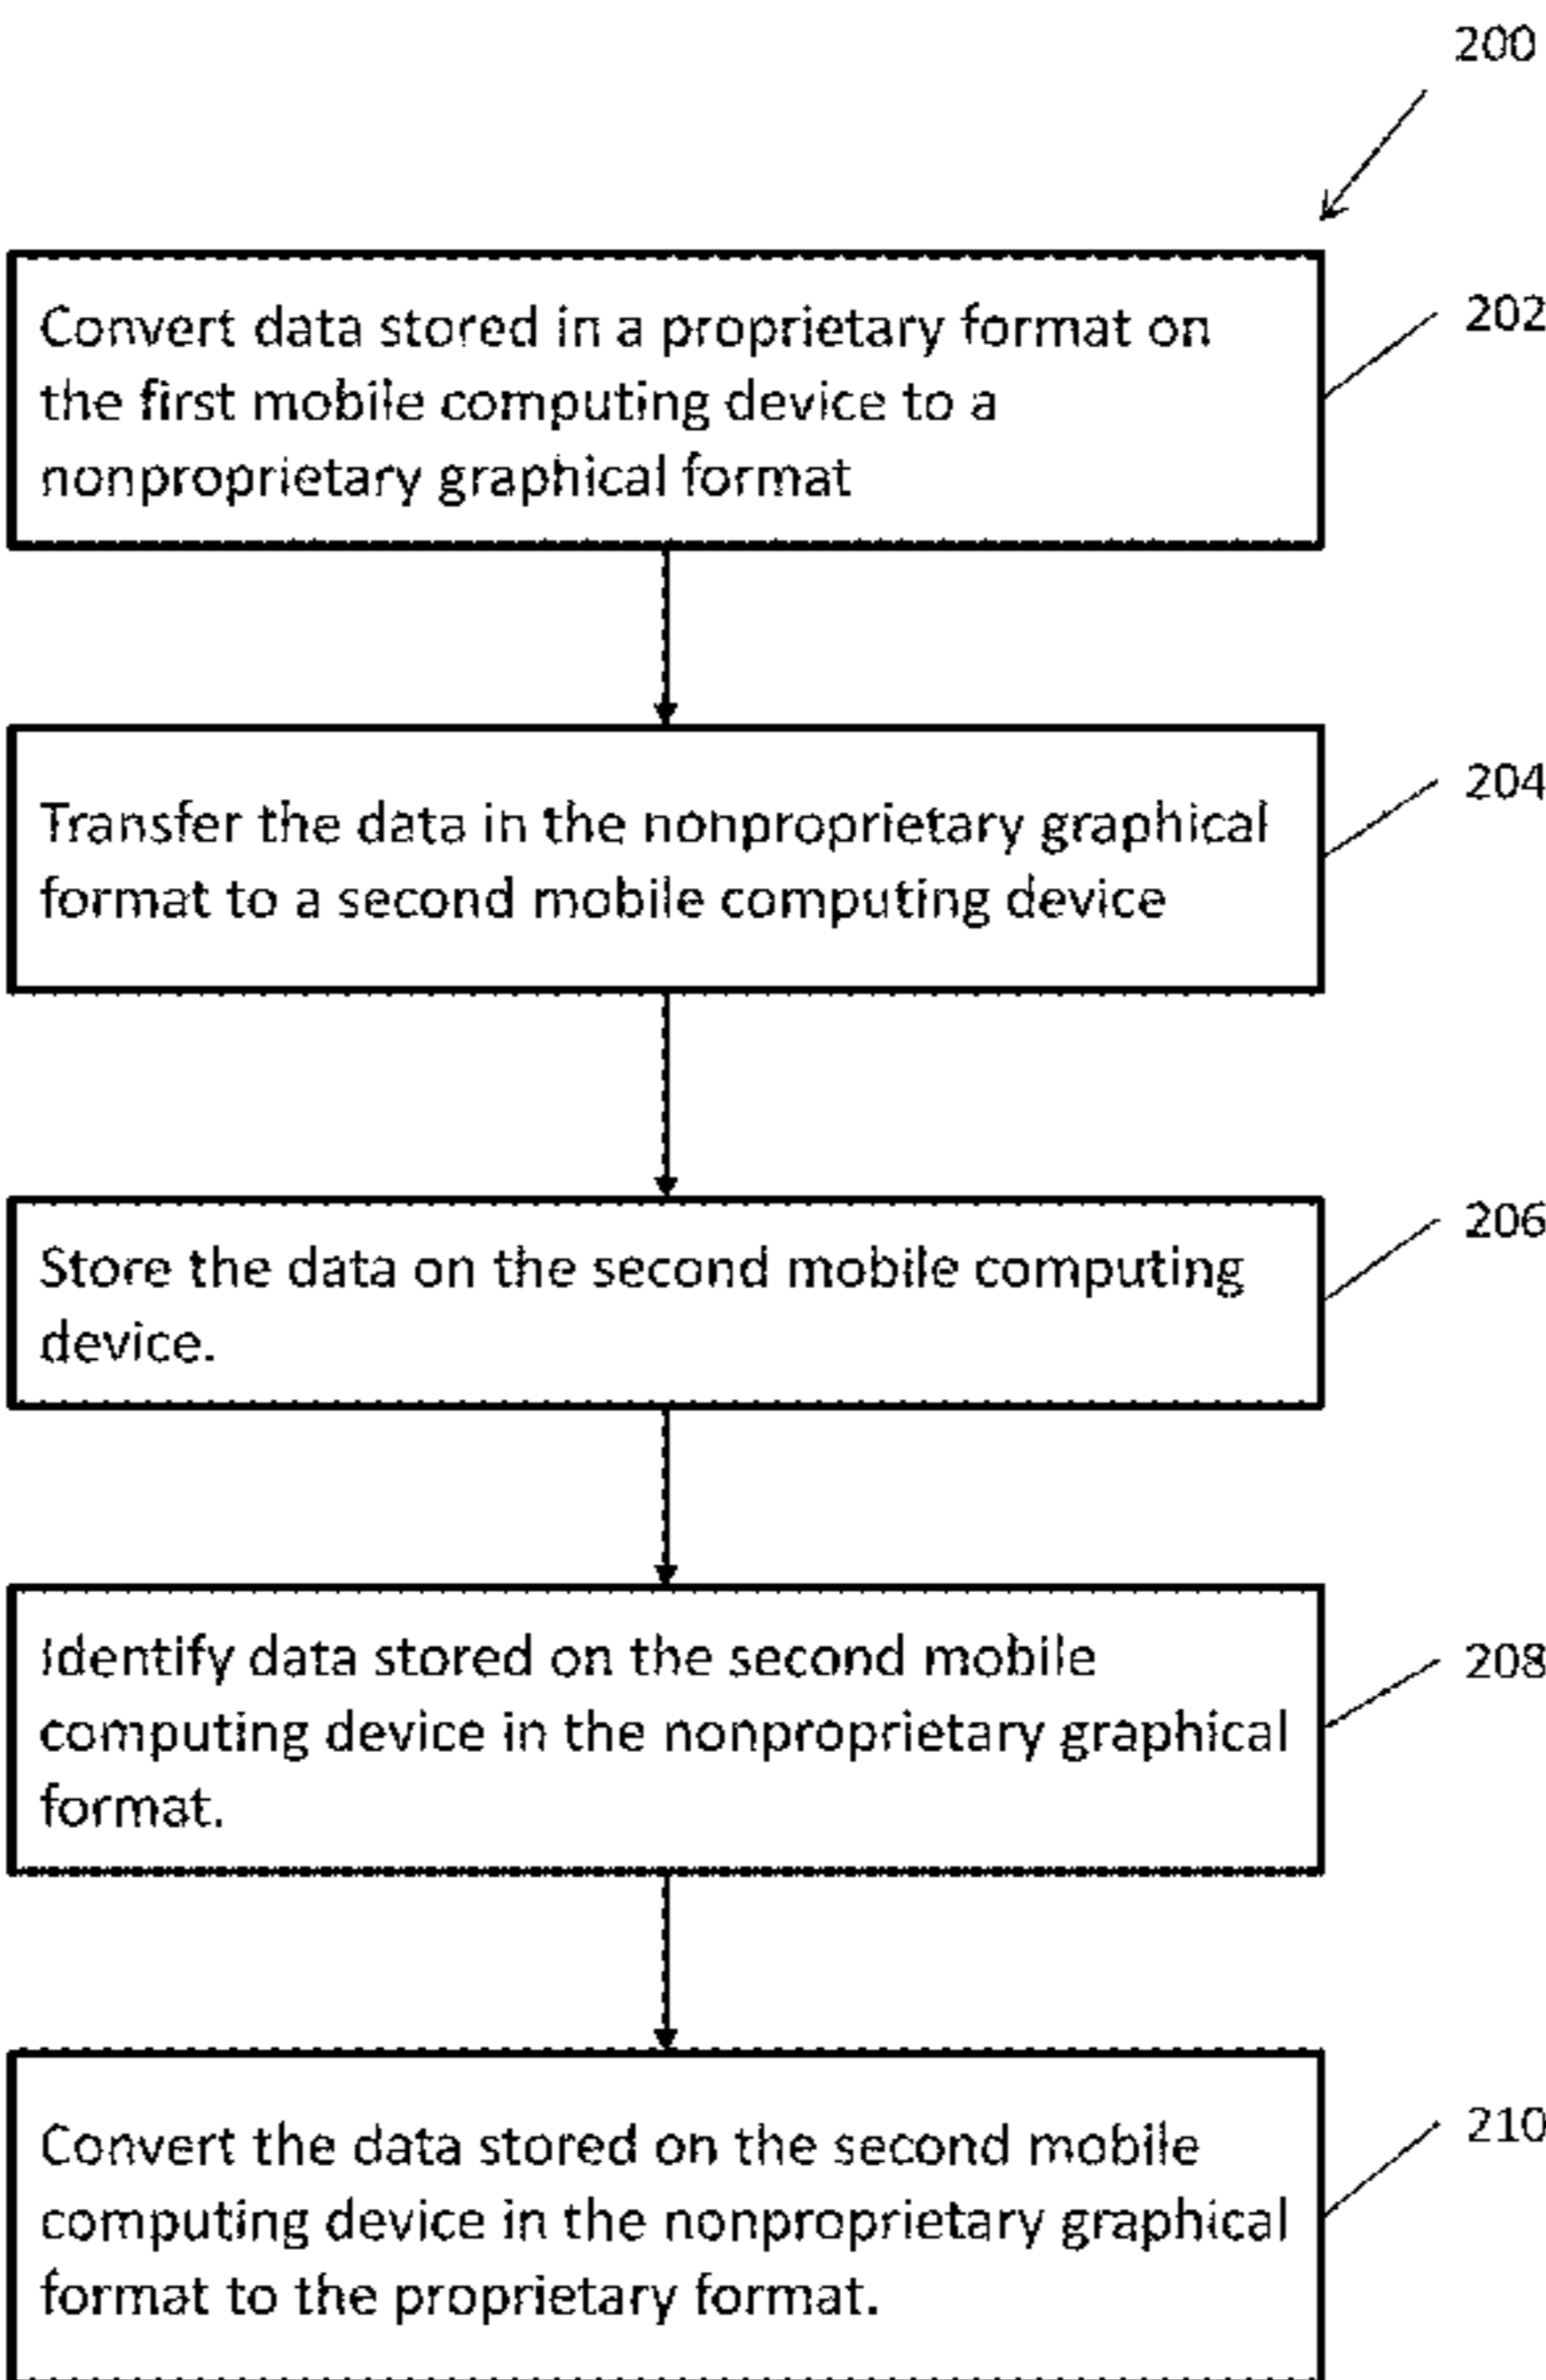 200
Convert data stored in a proprietary format on
the first mobile computing device to a
nonproprietary graphical format
202
Transfer the data in the nonproprietary graphical
format to a second mobile computing device
204
Store the data on the second mobile computing
device.
206
Identify data stored on the second mobile
computing device in the nonproprietary graphical
format.
208
Convert the data stored on the second mobile
computing device in the nonproprietary graphical
format to the proprietary format.
210